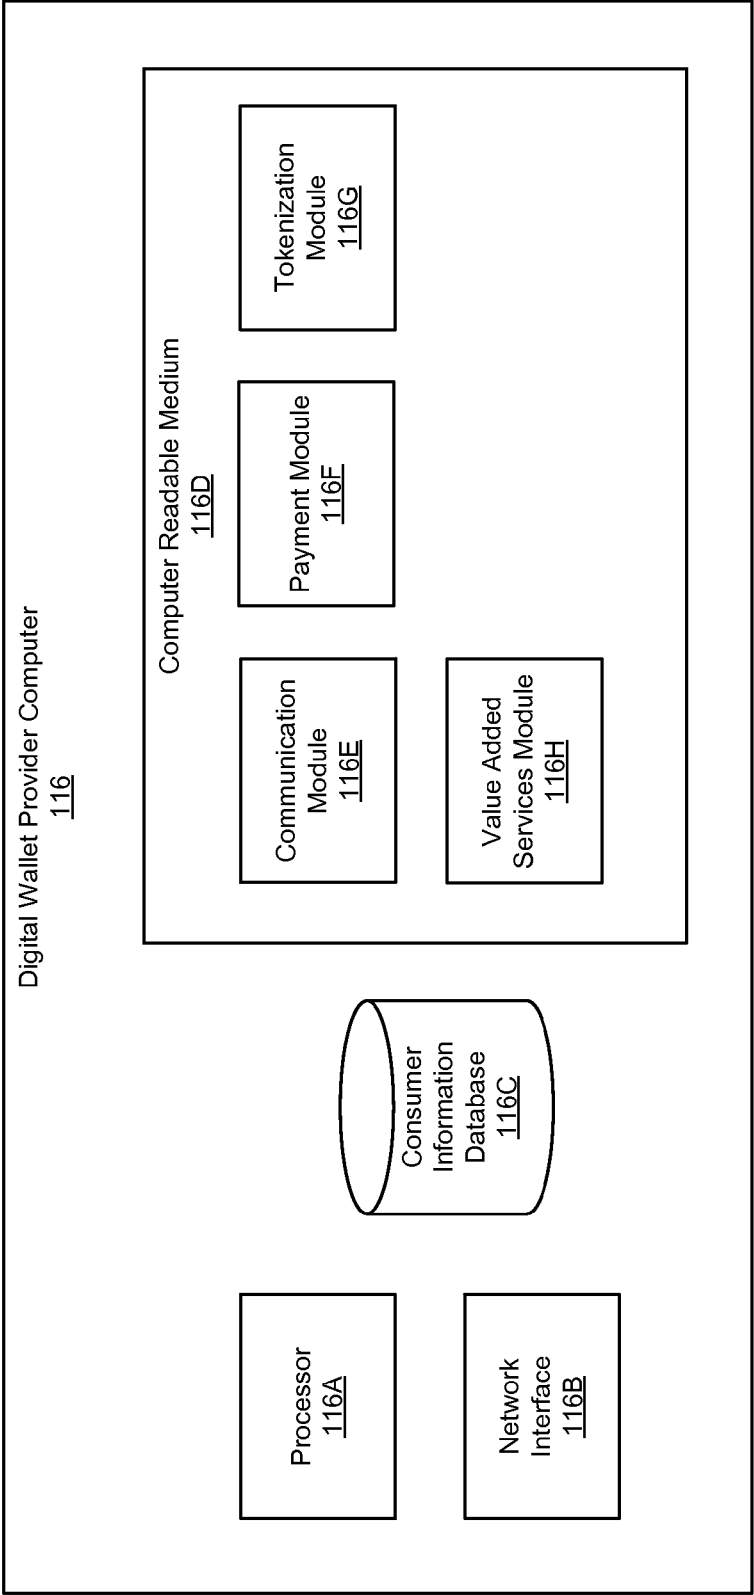 Digital Wallet Provider Computer
116
Computer Readable Medium
116D
Processor
116A
Network
Interface
116B
Consumer
Information
Database
116C
Communication
Module
116E
Payment Module
116F
Tokenization
Module
116G
Value Added
Services Module
116H